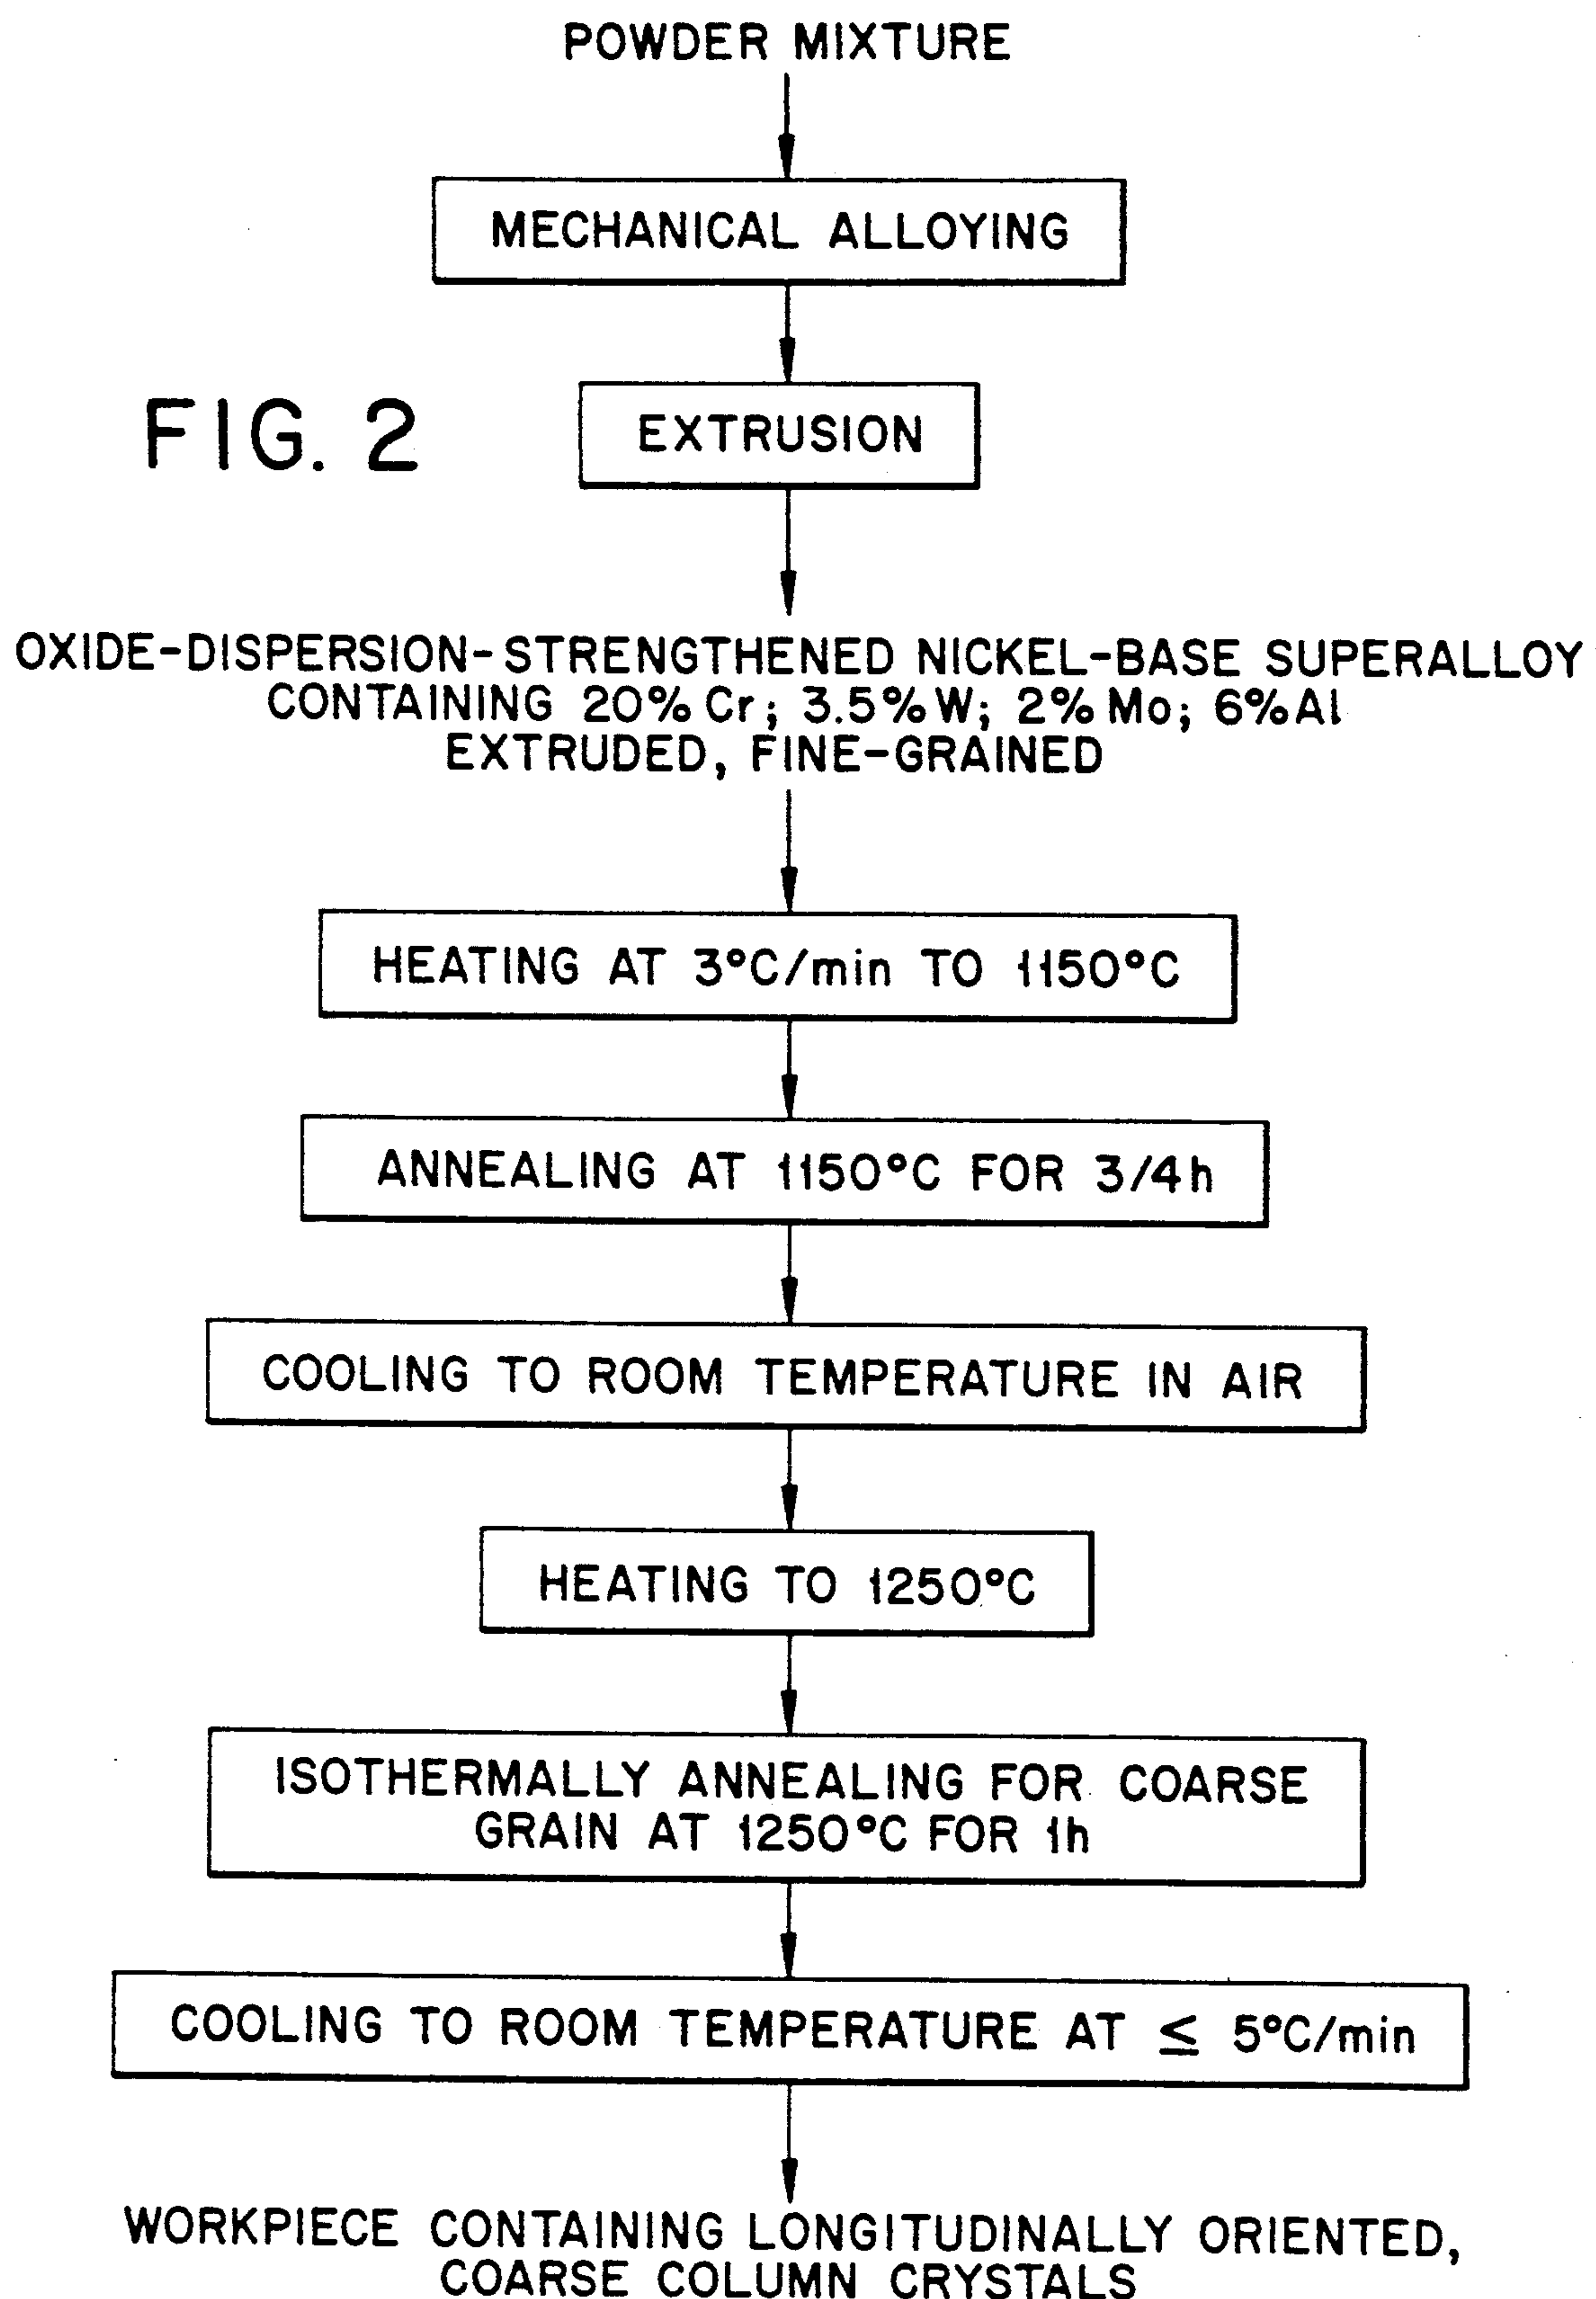 POWDER MIXTURE
MECHANICAL ALLOYING
FIG. 2
EXTRUSION
OXIDE-DISPERSION-STRENGTHENED NICKEL-BASE SUPERALLOY
CONTAINING 20% Cr; 3.5% W; 2% Mo; 6% Al
EXTRUDED, FINE-GRAINED
HEATING AT 3°C/min TO 1150°C
ANNEALING AT 1150°C FOR 3/4 h
COOLING TO ROOM TEMPERATURE IN AIR
HEATING TO 1250°C
ISOTHERMALLY ANNEALING FOR COARSE
GRAIN AT 1250°C FOR 1h
COOLING TO ROOM TEMPERATURE AT ≤ 5°C/min
WORKPIECE CONTAINING LONGITUDINALLY ORIENTED,
COARSE COLUMN CRYSTALS